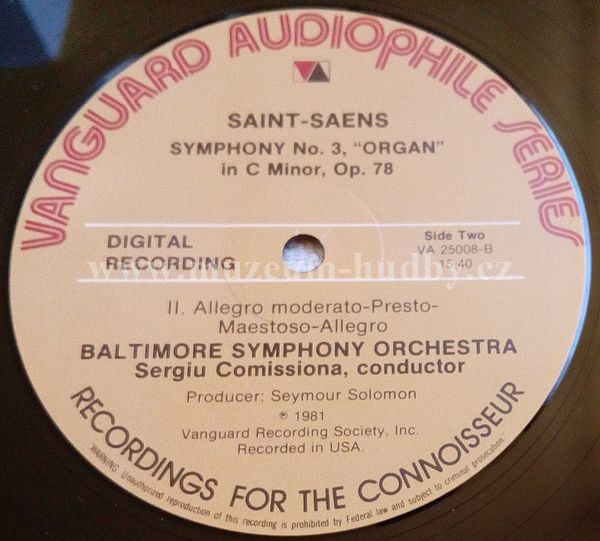 VANGUARD AUDIOPHILE SERIES
SAINT-SAENS
SYMPHONY No. 3, "ORGAN"
in C Minor, Op. 78
DIGITAL
RECORDING
Side Two
VA 25008-B
15:40
www.muzeum-hudby.cz
II. Allegro moderato-Presto-
Maestoso-Allegro
BALTIMORE SYMPHONY ORCHESTRA
Sergiu Comissiona, conductor
Producer: Seymour Solomon
℗ 1981
Vanguard Recording Society, Inc.
Recorded in USA.
RECORDINGS FOR THE CONNOISSEUR
WARNING: Unauthorized reproduction of this recording is prohibited by Federal law and subject to criminal prosecution.